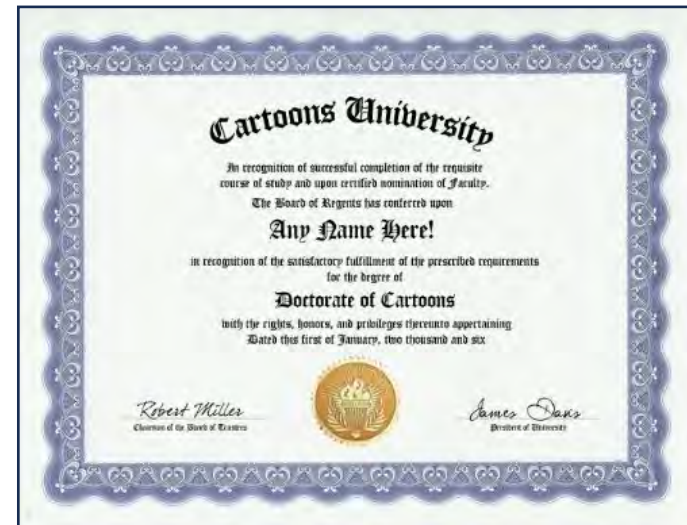 Cartoons University
In recognition of successful completion of the requisite
course of study and upon certified nomination of Faculty.
The Board of Regents has conferred upon
Any Name Here!
in recognition of the satisfactory fulfillment of the prescribed requirements
for the degree of
Doctorate of Cartoons
with the rights, honors, and privileges thereunto appertaining
Dated this first of January, two thousand and six
Robert Miller
Chairman of the Board of Trustees
James Davis
President of University